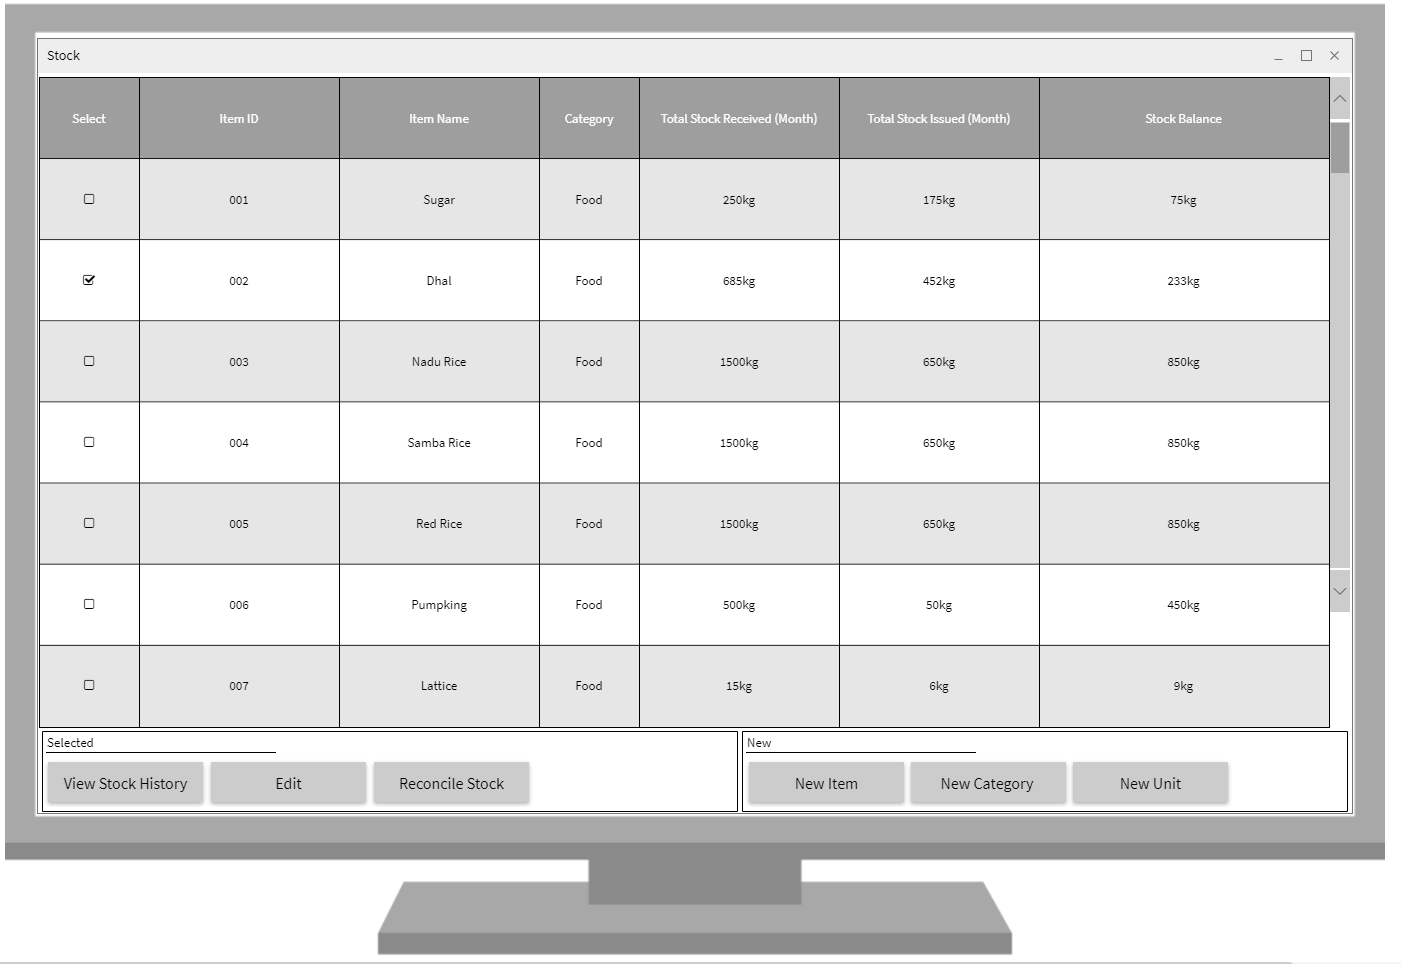 Stock
Select Item ID Item Name Category Total Stock Received (Month) Total Stock Issued (Month) Stock Balance
001 Sugar Food 250kg 175kg 75kg
002 Dhal Food 685kg 452kg 233kg
003 Nadu Rice Food 1500kg 650kg 850kg
004 Samba Rice Food 1500kg 650kg 850kg
005 Red Rice Food 1500kg 650kg 850kg
006 Pumpking Food 500kg 50kg 450kg
007 Lattice Food 15kg 6kg 9kg
Selected
View Stock History Edit Reconcile Stock
New
New Item New Category New Unit